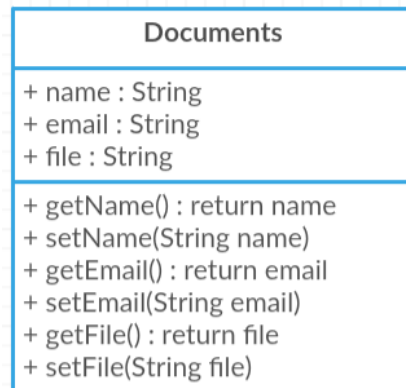 Documents
+ name : String
+ email : String
+ file : String
+ getName() : return name
+ setName(String name)
+ getEmail() : return email
+ setEmail(String email)
+ getFile() : return file
+ setFile(String file)